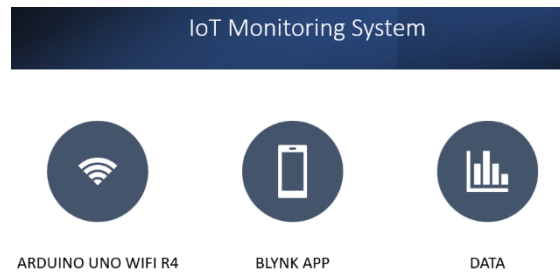 IoT Monitoring System
ARDUINO UNO WIFI R4
BLYNK APP
DATA